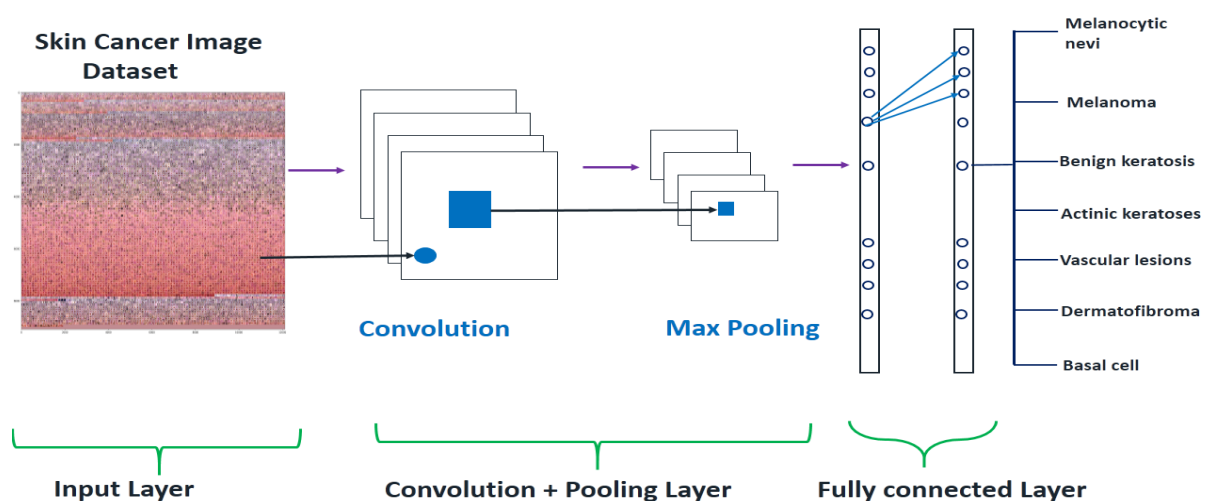 Skin Cancer Image
Dataset
Convolution
Max Pooling
Melanocytic
nevi
Melanoma
Benign keratosis
Actinic keratoses
Vascular lesions
Dermatofibroma
Basal cell
Input Layer
Convolution + Pooling Layer
Fully connected Layer